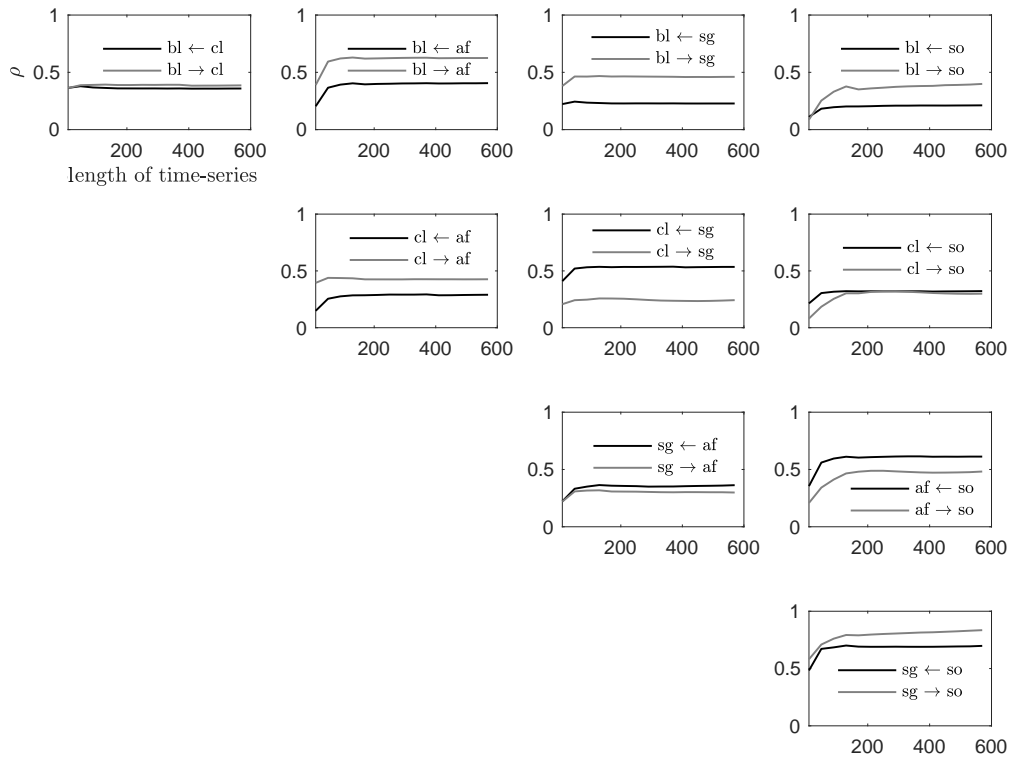 1
0.5
0
ρ
bl ← cl
bl → cl
200 400 600
length of time-series
1
0.5
0
bl ← af
bl → af
200 400 600
1
0.5
0
bl ← sg
bl → sg
200 400 600
1
0.5
0
bl ← so
bl → so
200 400 600
1
0.5
0
cl ← af
cl → af
200 400 600
1
0.5
0
cl ← sg
cl → sg
200 400 600
1
0.5
0
cl ← so
cl → so
200 400 600
1
0.5
0
sg ← af
sg → af
200 400 600
1
0.5
0
af ← so
af → so
200 400 600
1
0.5
0
sg ← so
sg → so
200 400 600